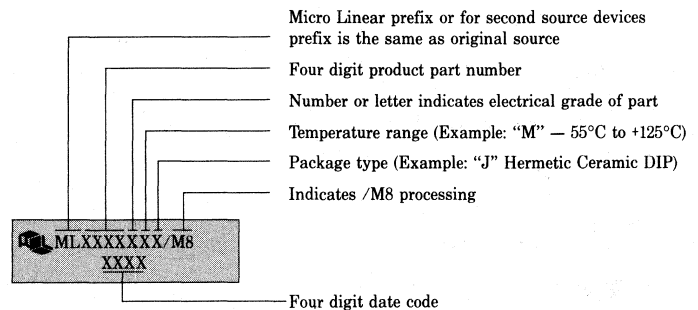 Micro Linear prefix or for second source devices
prefix is the same as original source
Four digit product part number
Number or letter indicates electrical grade of part
Temperature range (Example: “M” — 55°C to +125°C)
Package type (Example: “J” Hermetic Ceramic DIP)
Indicates /M8 processing
MLXXXXXXX/M8
XXXX
Four digit date code